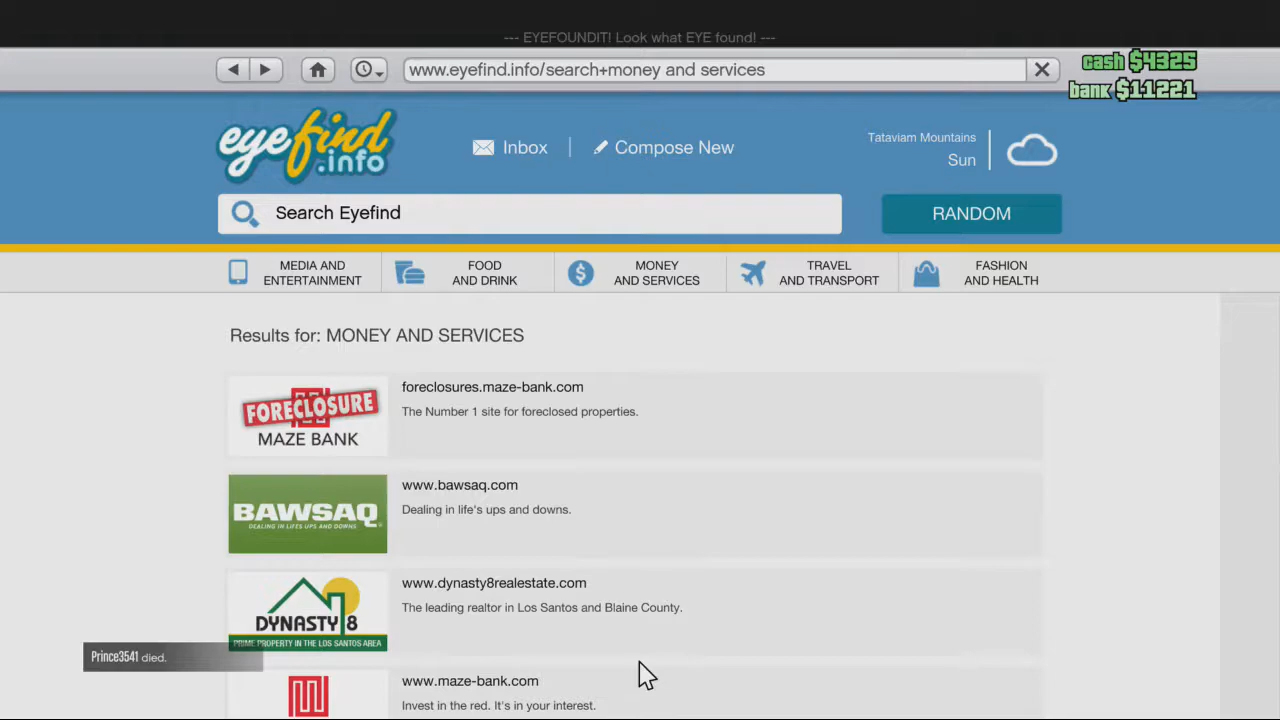 --- EYEFOUNDIT! Look what EYE found! ---
www.eyefind.info/search+money and services
cash $4325
bank $11221
eyefind
.info
Inbox
Compose New
Tataviam Mountains
Sun
Search Eyefind
RANDOM
MEDIA AND
ENTERTAINMENT
FOOD
AND DRINK
MONEY
AND SERVICES
TRAVEL
AND TRANSPORT
FASHION
AND HEALTH
Results for: MONEY AND SERVICES
FORECLOSURE
MAZE BANK
foreclosures.maze-bank.com
The Number 1 site for foreclosed properties.
BAWSAQ
DEALING IN LIFE'S UPS AND DOWNS
www.bawsaq.com
Dealing in life's ups and downs.
DYNASTY 8
PRIME PROPERTY IN THE LOS SANTOS AREA
www.dynasty8realestate.com
The leading realtor in Los Santos and Blaine County.
Prince3541 died.
www.maze-bank.com
Invest in the red. It's in your interest.